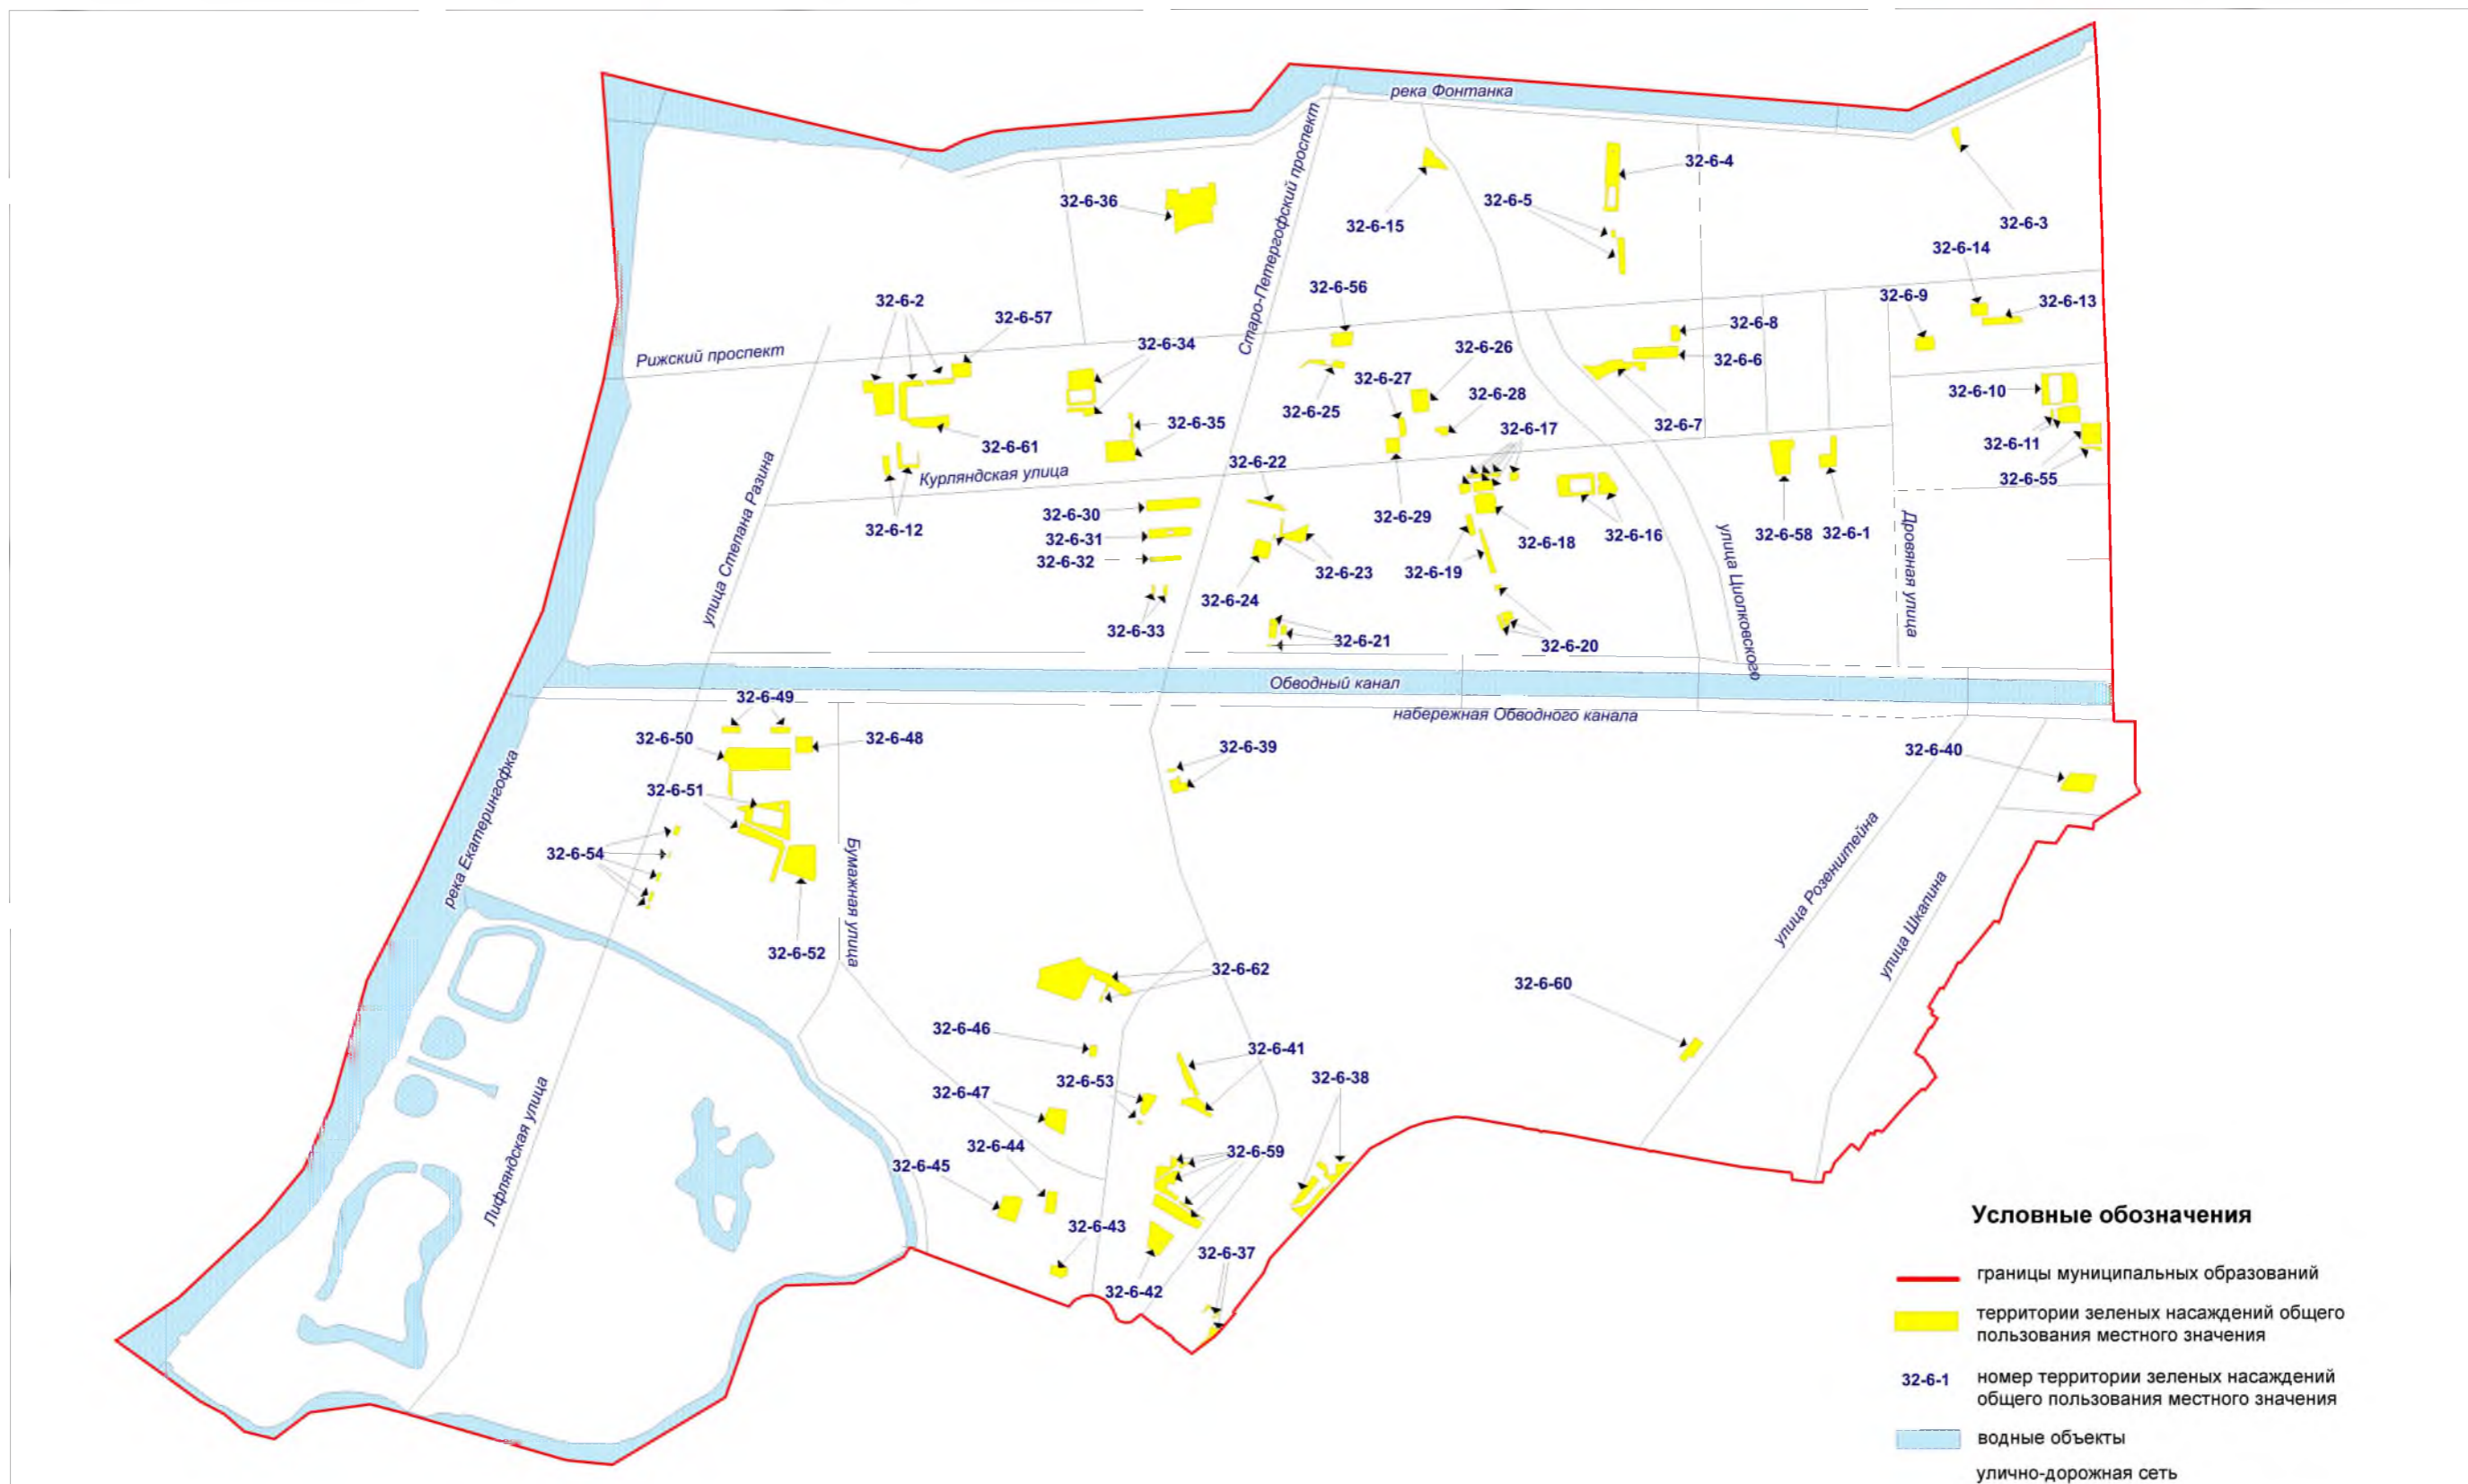 река Фонтанка
32-6-4
32-6-36
32-6-5
32-6-15
32-6-3
32-6-14
Старо-Петергофский проспект
32-6-2
32-6-56
32-6-9
32-6-13
32-6-57
32-6-8
Рижский проспект
32-6-34
32-6-26
32-6-6
32-6-27
32-6-28
32-6-10
32-6-25
32-6-35
32-6-17
32-6-7
32-6-61
32-6-11
32-6-22
Курляндская улица
32-6-55
улица Степана Разина
32-6-30
32-6-29
32-6-12
32-6-31
32-6-18
32-6-16
32-6-58
32-6-1
32-6-32
32-6-23
32-6-19
улица Циолковского
Дровяная улица
32-6-24
32-6-33
32-6-21
32-6-20
Обводный канал
32-6-49
набережная Обводного канала
32-6-50
32-6-48
32-6-39
32-6-40
32-6-51
река Екатерингофка
32-6-54
Бумажная улица
улица Розенштейна
улица Шкапина
32-6-52
32-6-62
32-6-60
32-6-46
32-6-41
32-6-53
32-6-38
32-6-47
Лифляндская улица
32-6-44
32-6-59
32-6-45
32-6-43
32-6-37
32-6-42
Условные обозначения
границы муниципальных образований
территории зеленых насаждений общего
пользования местного значения
32-6-1
номер территории зеленых насаждений
общего пользования местного значения
водные объекты
улично-дорожная сеть